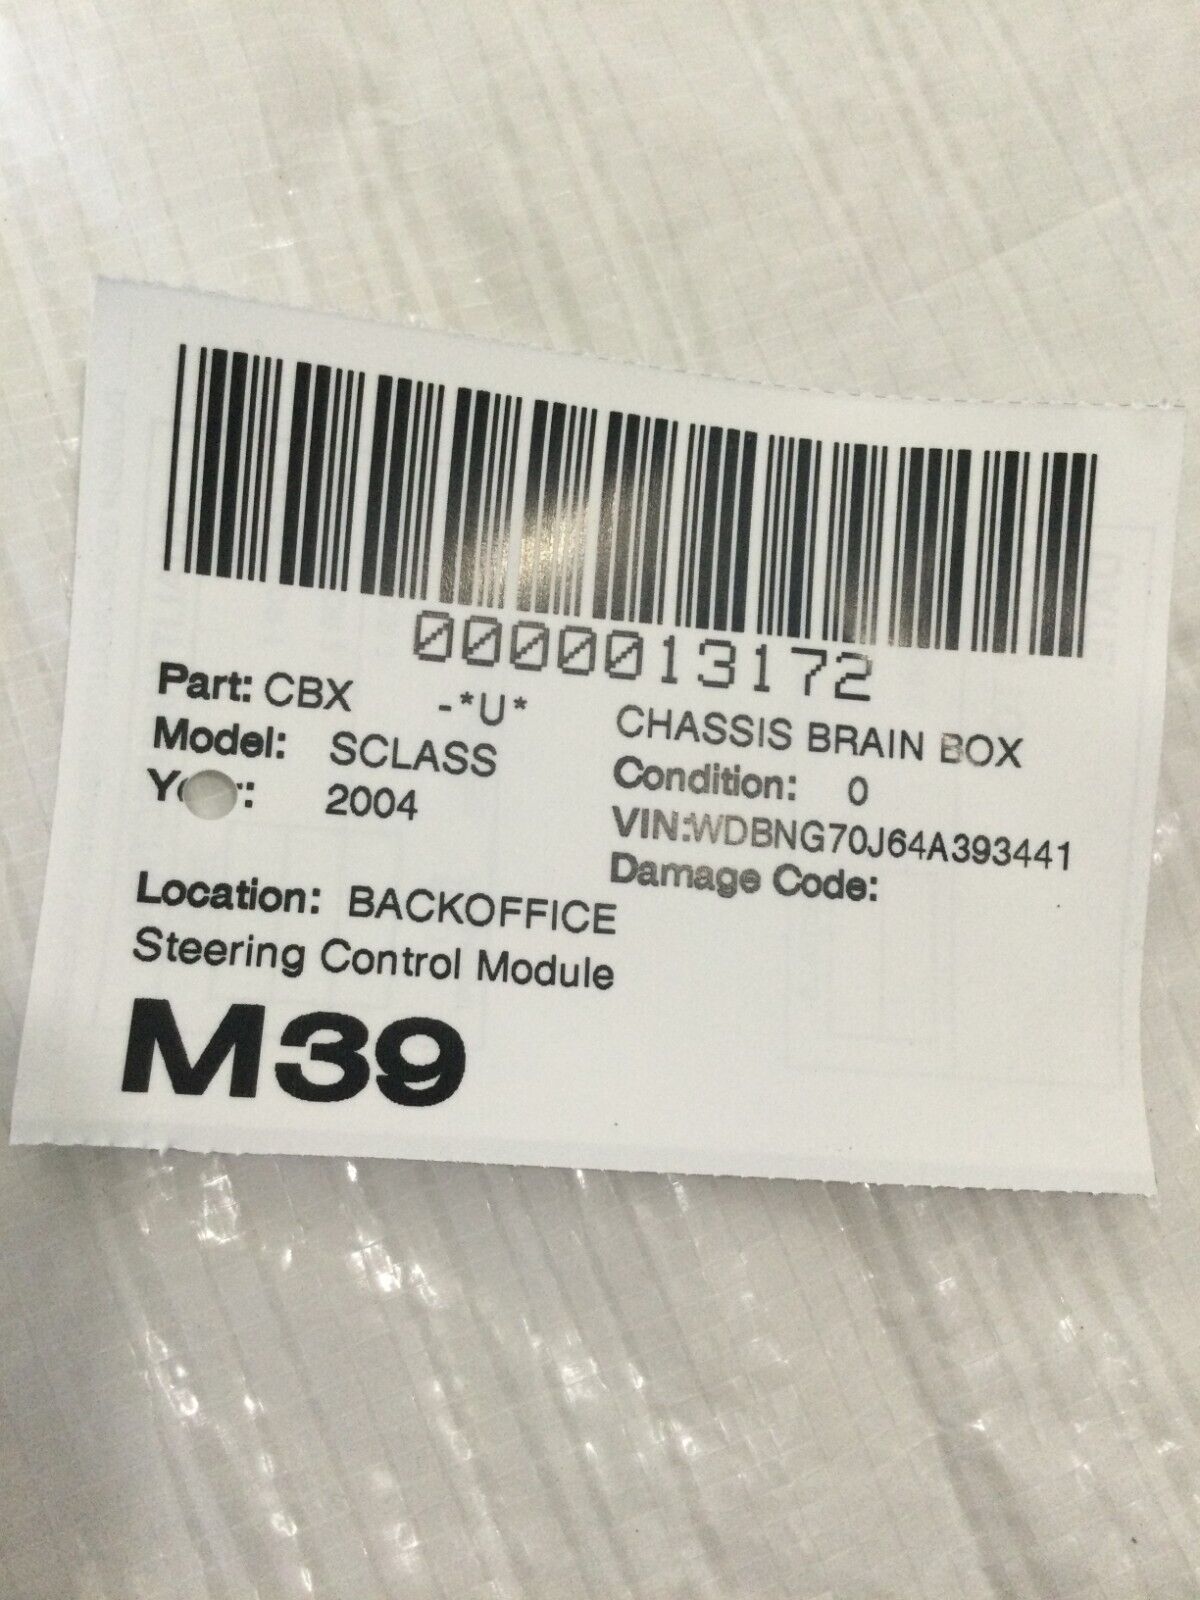 0000013172
Part: CBX -*U* CHASSIS BRAIN BOX
Model: SCLASS Condition: 0
2004 VIN:WDBNG70J64A393441
Damage Code:
Location: BACKOFFICE
Steering Control Module
M39